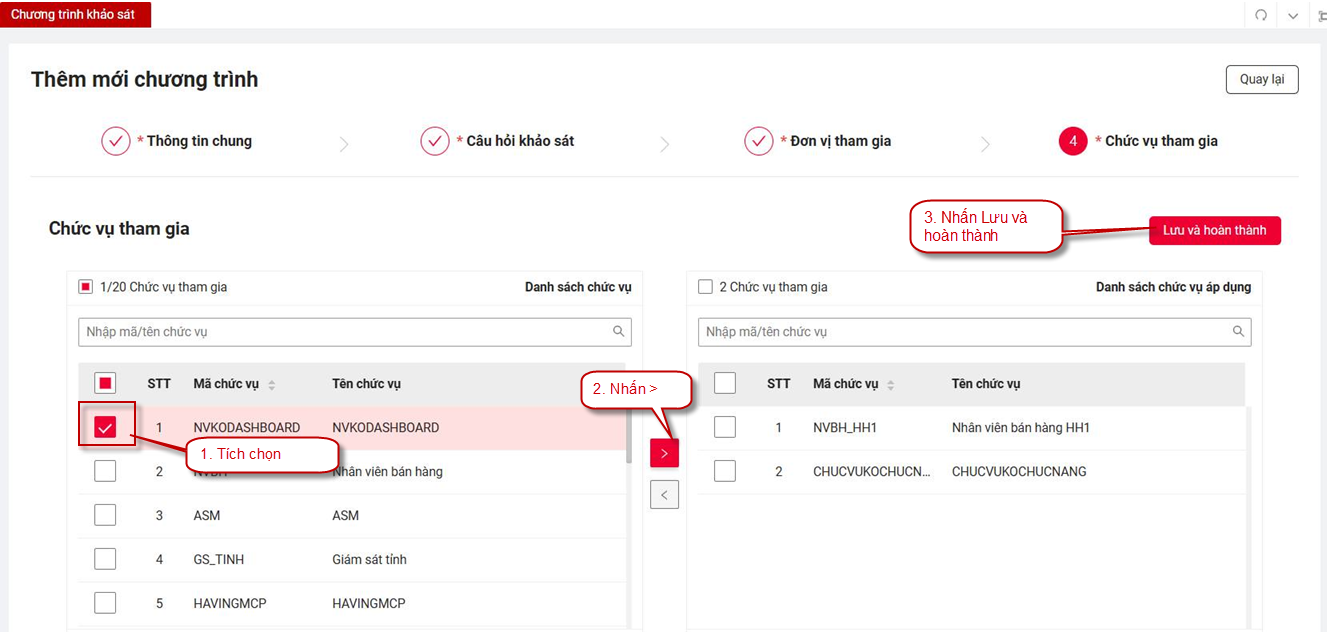 Chương trình khảo sát
Thêm mới chương trình
Quay lại
* Thông tin chung
* Câu hỏi khảo sát
* Đơn vị tham gia
4 * Chức vụ tham gia
Chức vụ tham gia
3. Nhấn Lưu và
hoàn thành
Lưu và hoàn thành
1/20 Chức vụ tham gia Danh sách chức vụ
Nhập mã/tên chức vụ
STT Mã chức vụ Tên chức vụ
1 NVKODASHBOARD NVKODASHBOARD
1. Tích chọn
2 NVBH Nhân viên bán hàng
3 ASM ASM
4 GS_TINH Giám sát tỉnh
5 HAVINGMCP HAVINGMCP
2. Nhấn >
>
<
2 Chức vụ tham gia Danh sách chức vụ áp dụng
Nhập mã/tên chức vụ
STT Mã chức vụ Tên chức vụ
1 NVBH_HH1 Nhân viên bán hàng HH1
2 CHUCVUKOCHUCN... CHUCVUKOCHUCNANG